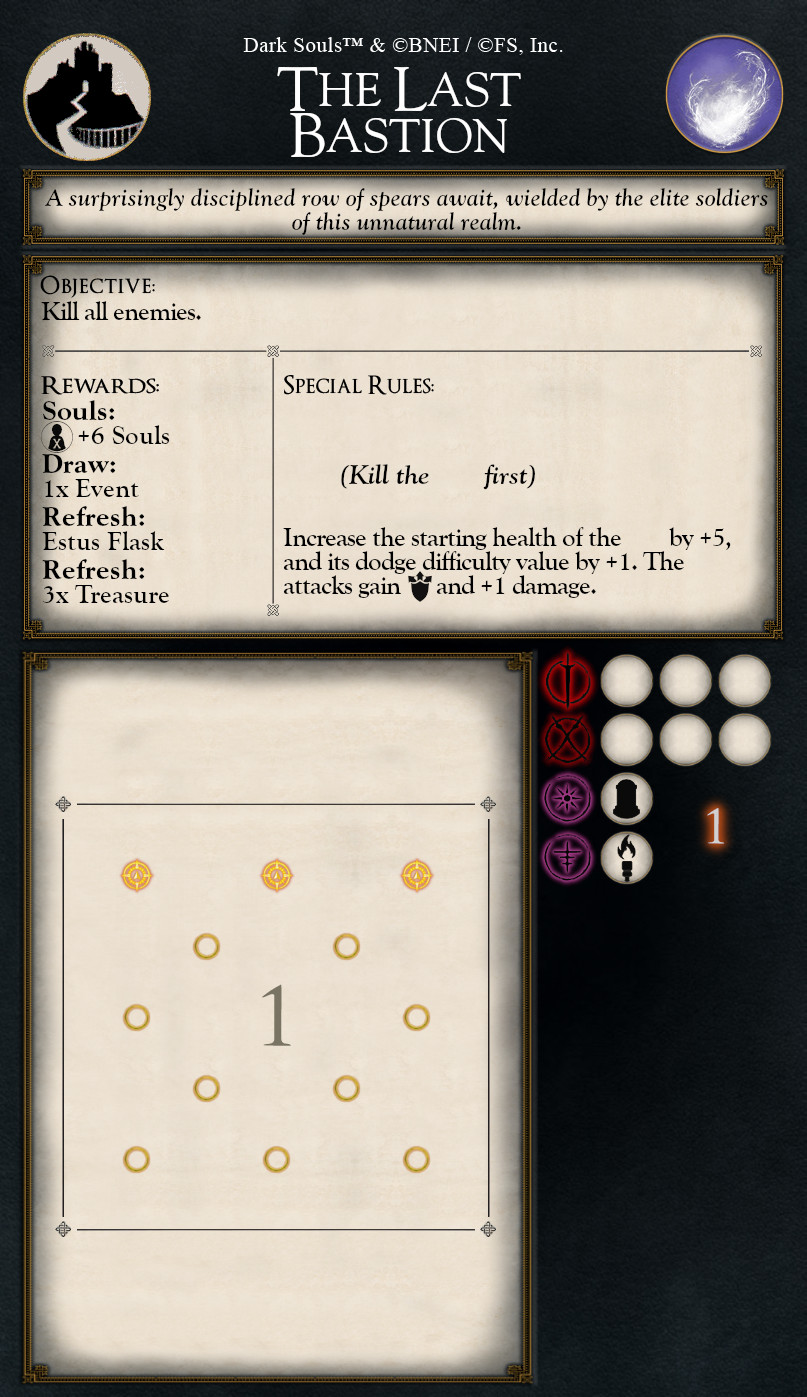 Dark Souls™ & ©BNEI / ©FS, Inc.
The Last
Bastion
A surprisingly disciplined row of spears await, wielded by the elite soldiers
of this unnatural realm.
Objective:
Kill all enemies.
Rewards:
Souls:
X +6 Souls
Draw:
1x Event
Refresh:
Estus Flask
Refresh:
3x Treasure
Special Rules:
(Kill the first)
Increase the starting health of the by +5,
and its dodge difficulty value by +1. The
attacks gain and +1 damage.
1
1